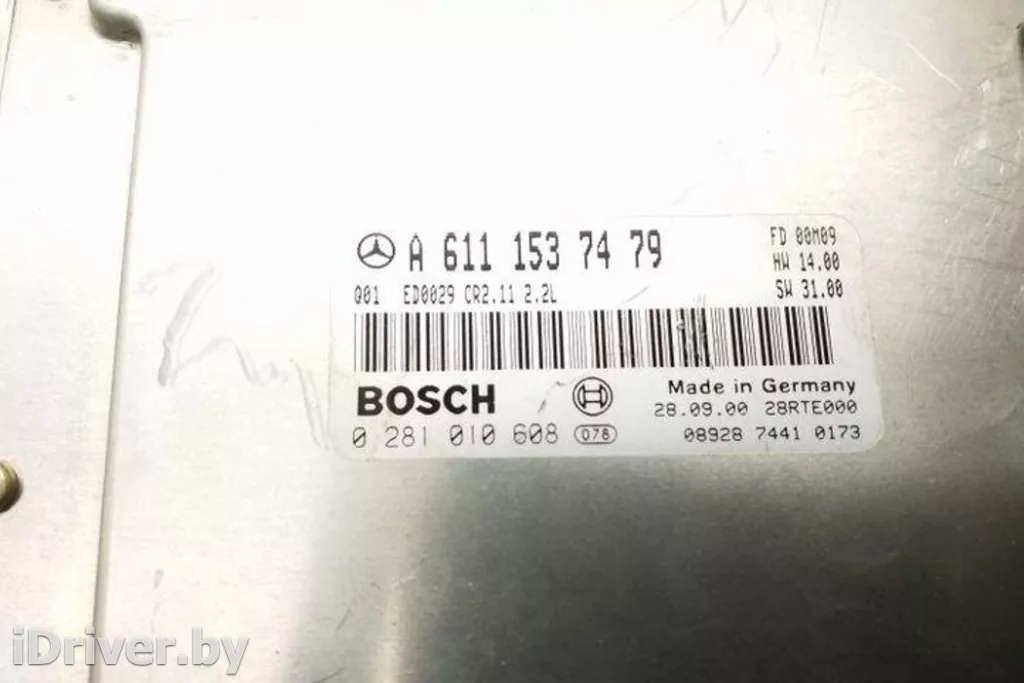 A 611 153 74 79
FD 00M09
HW 14.00
SW 31.00
Q01 ED0029 CR2.11 2.2L
BOSCH
Made in Germany
28.09.00 28RTE000
0 281 010 608 078
08928 7441 0173
iDriver.by